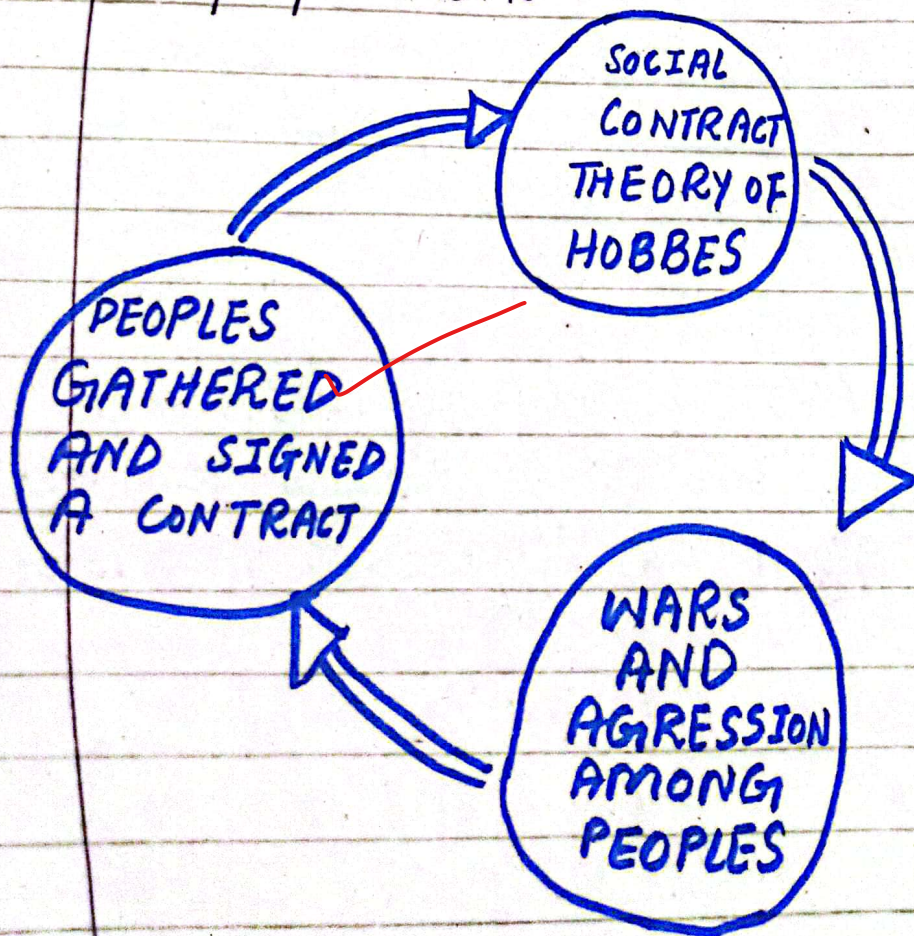 SOCIAL
CONTRACT
THEORY OF
HOBBES
PEOPLES
GATHERED
AND SIGNED
A CONTRACT
WARS
AND
AGRESSION
AMONG
PEOPLES